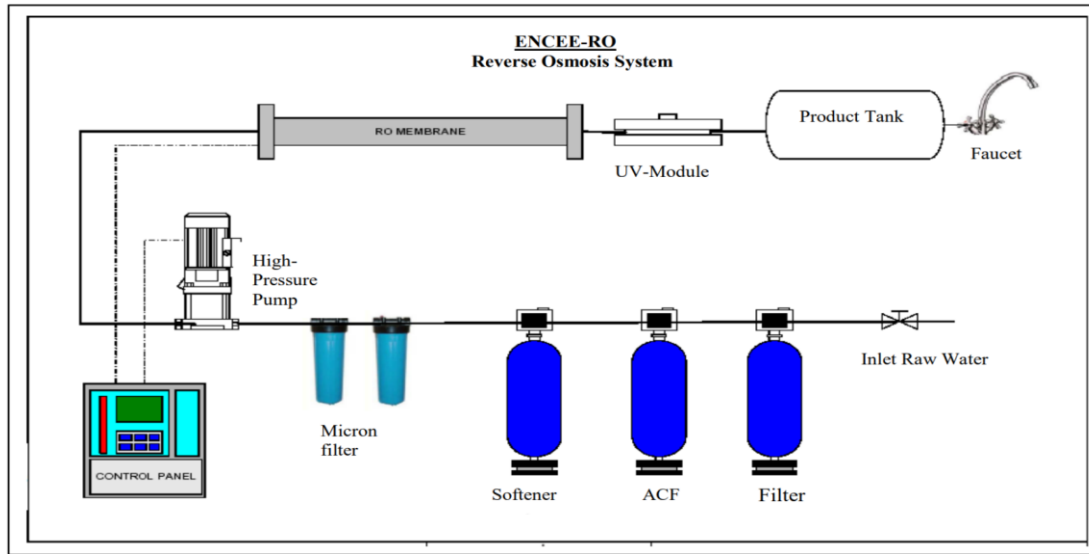 ENCEE-RO
Reverse Osmosis System
RO MEMBRANE
UV-Module
Product Tank
Faucet
High-
Pressure
Pump
Inlet Raw Water
Micron
filter
Softener
ACF
Filter
CONTROL PANEL